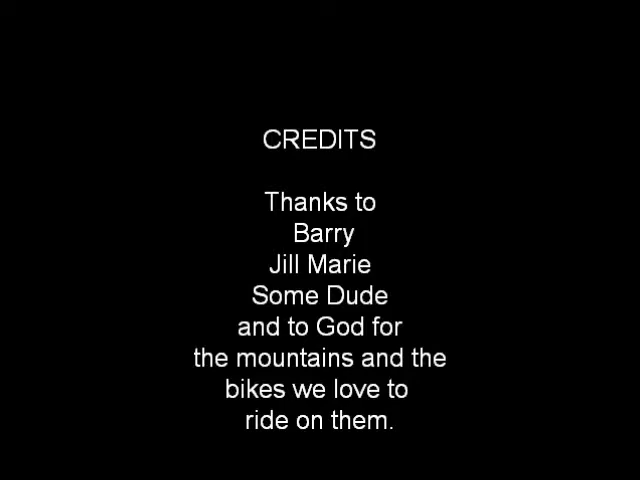 CREDITS
Thanks to
Barry
Jill Marie
Some Dude
and to God for
the mountains and the
bikes we love to
ride on them.